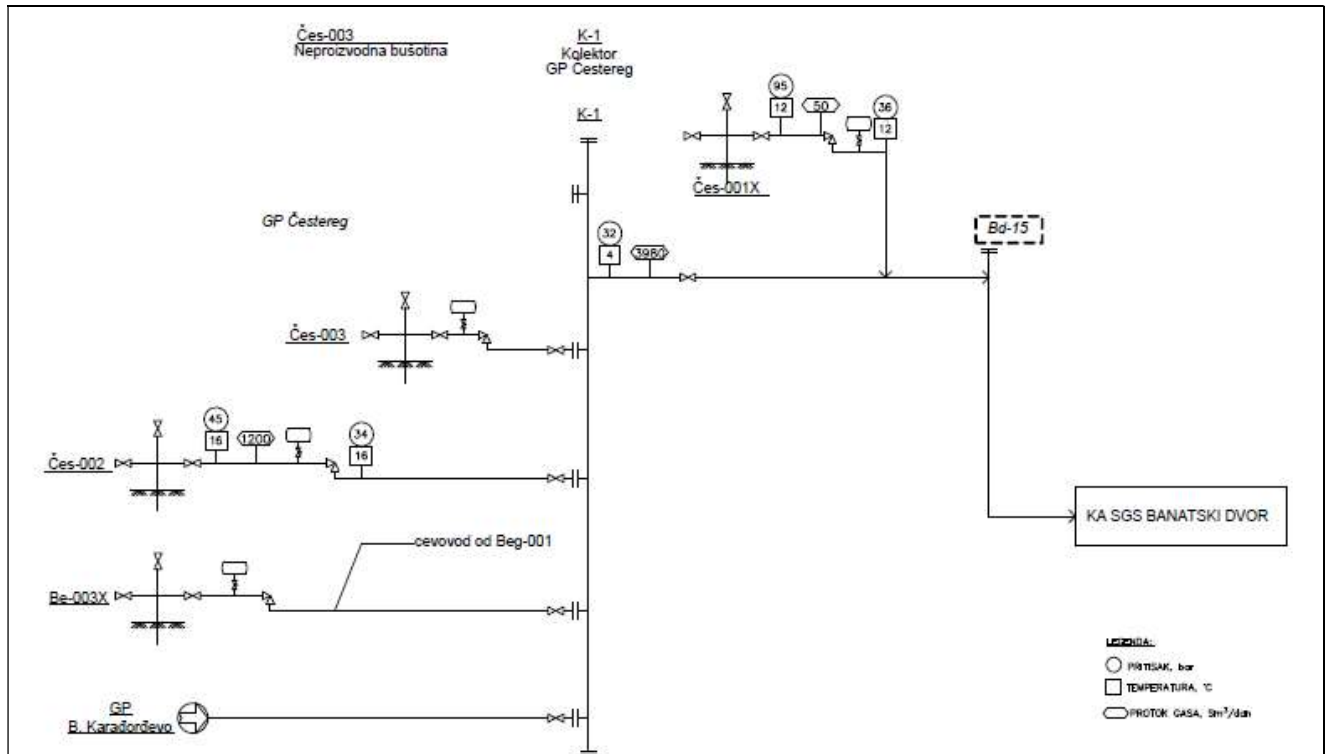 Čes-003
Neproizvodna bušotina
K-1
Kolektor
GP Čestereg
K-1
95
12
50
36
12
Čes-001X
GP Čestereg
Bd-15
32
4
3980
Čes-003
45
16
1200
34
16
Čes-002
KA SGS BANATSKI DVOR
cevovod od Beg-001
Be-003X
LEGENDA:
PRITISAK, bar
TEMPERATURA, °C
PROTOK GASA, Sm³/dan
GP
B. Karađorđevo